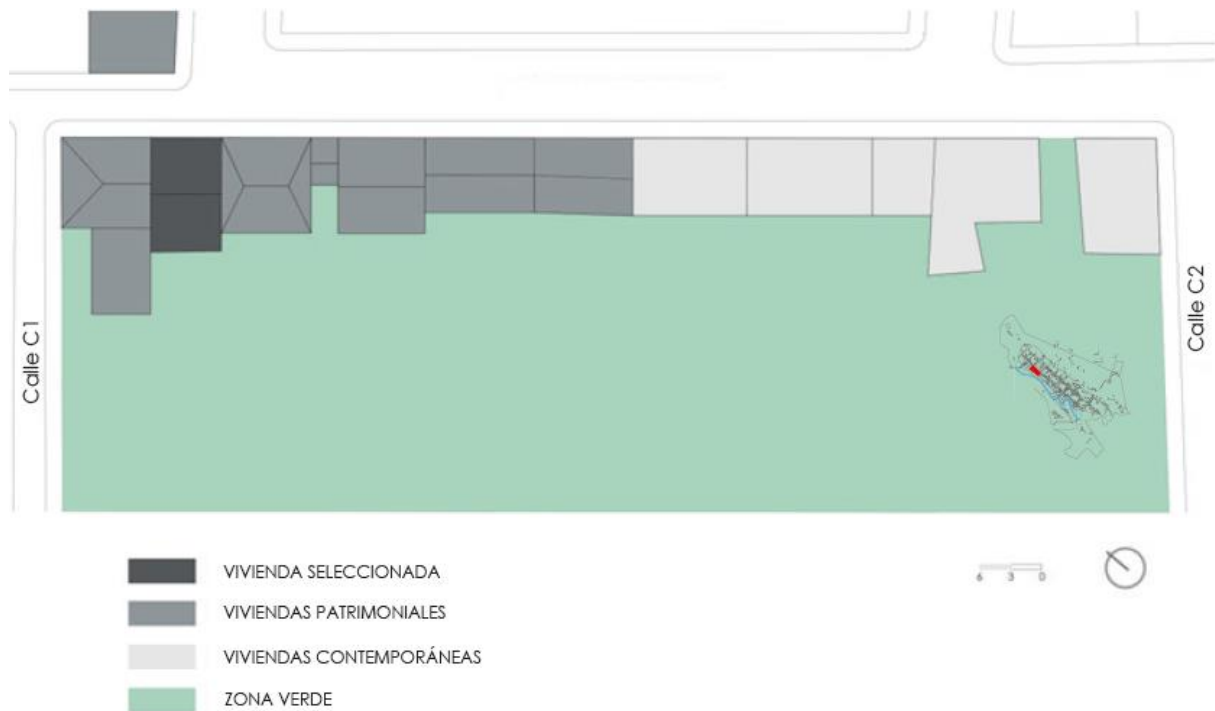 Calle C1
Calle C2
VIVIENDA SELECCIONADA
VIVIENDAS PATRIMONIALES
VIVIENDAS CONTEMPORÁNEAS
ZONA VERDE
6 3 0